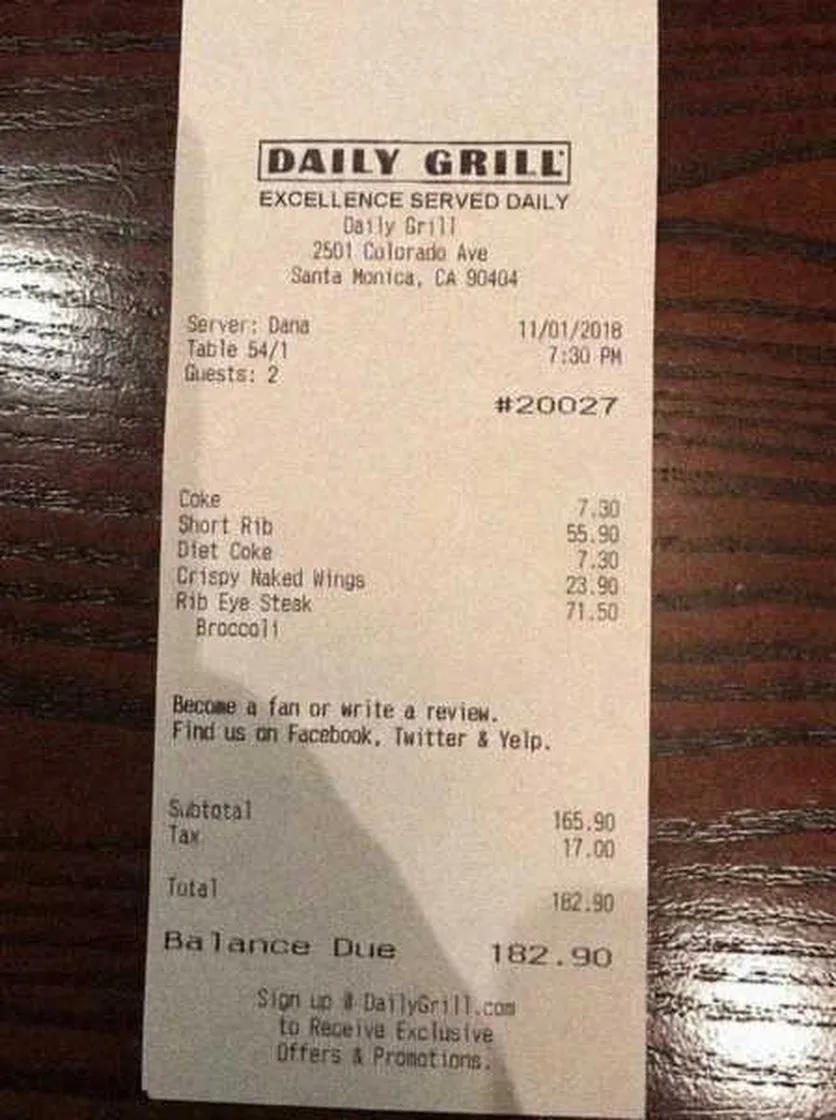 DAILY GRILL
EXCELLENCE SERVED DAILY
Daily Grill
2501 Colorado Ave
Santa Monica, CA 90404
Server: Dana 11/01/2018
Table 54/1 7:30 PM
Guests: 2
#20027
Coke 7.30
Short Rib 55.90
Diet Coke 7.30
Crispy Naked Wings 23.90
Rib Eye Steak 71.50
Broccoli
Become a fan or write a review.
Find us on Facebook, Twitter & Yelp.
Subtotal 165.90
Tax 17.00
Total 182.90
Balance Due 182.90
Sign up @ DailyGrill.com
to Receive Exclusive
Offers & Promotions.